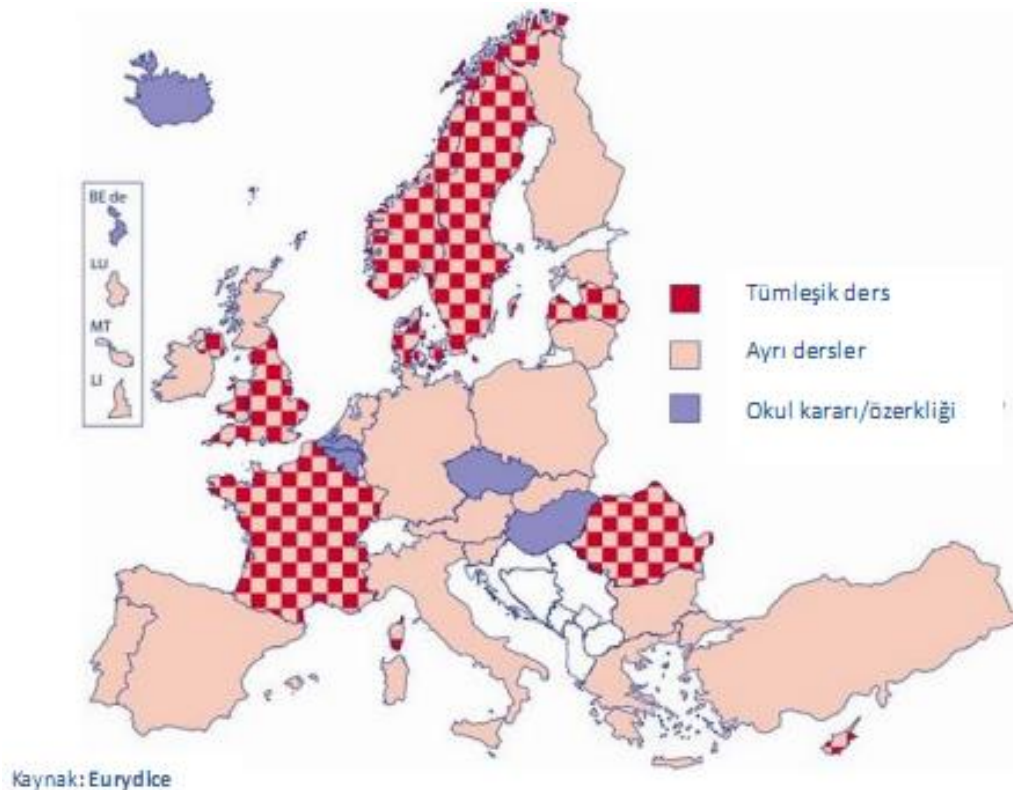 BE de
LU
MT
LI
Tümleşik ders
Ayrı dersler
Okul kararı/özerkliği
Kaynak: Eurydice